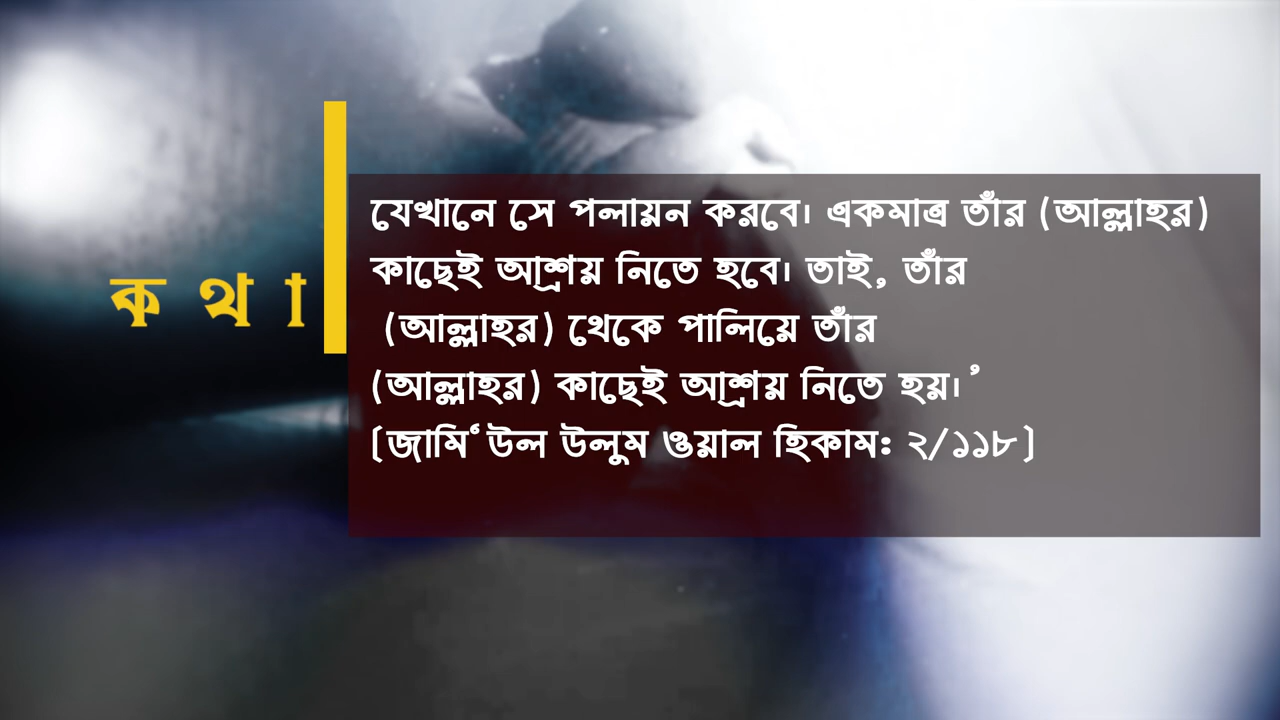 ক থা
যেখানে সে পলায়ন করবে। একমাত্র তাঁর (আল্লাহর)
কাছেই আশ্রয় নিতে হবে। তাই, তাঁর
(আল্লাহর) থেকে পালিয়ে তাঁর
(আল্লাহর) কাছেই আশ্রয় নিতে হয়।’
[জামি‘উল উলুম ওয়াল হিকাম: ২/১১৮]